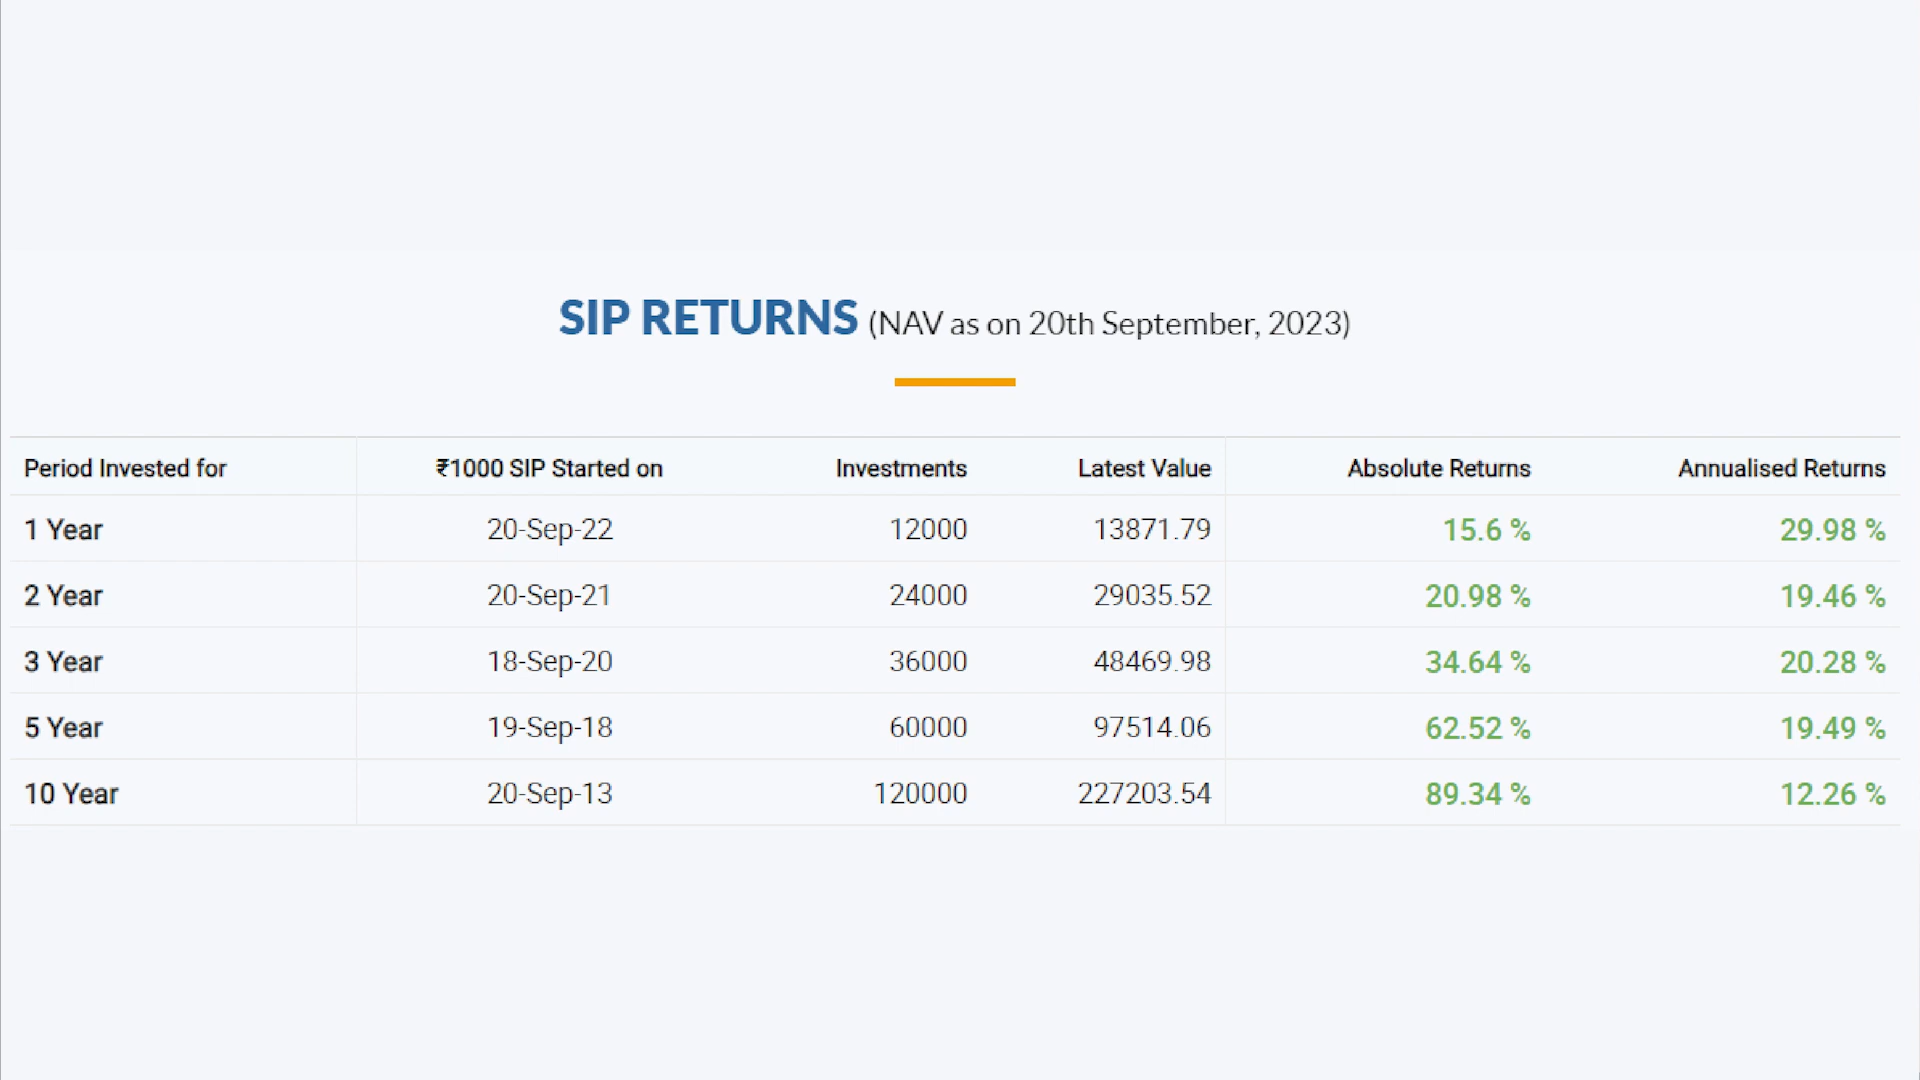 SIP RETURNS (NAV as on 20th September, 2023)
Period Invested for ₹1000 SIP Started on Investments Latest Value Absolute Returns Annualised Returns
1 Year 20-Sep-22 12000 13871.79 15.6 % 29.98 %
2 Year 20-Sep-21 24000 29035.52 20.98 % 19.46 %
3 Year 18-Sep-20 36000 48469.98 34.64 % 20.28 %
5 Year 19-Sep-18 60000 97514.06 62.52 % 19.49 %
10 Year 20-Sep-13 120000 227203.54 89.34 % 12.26 %